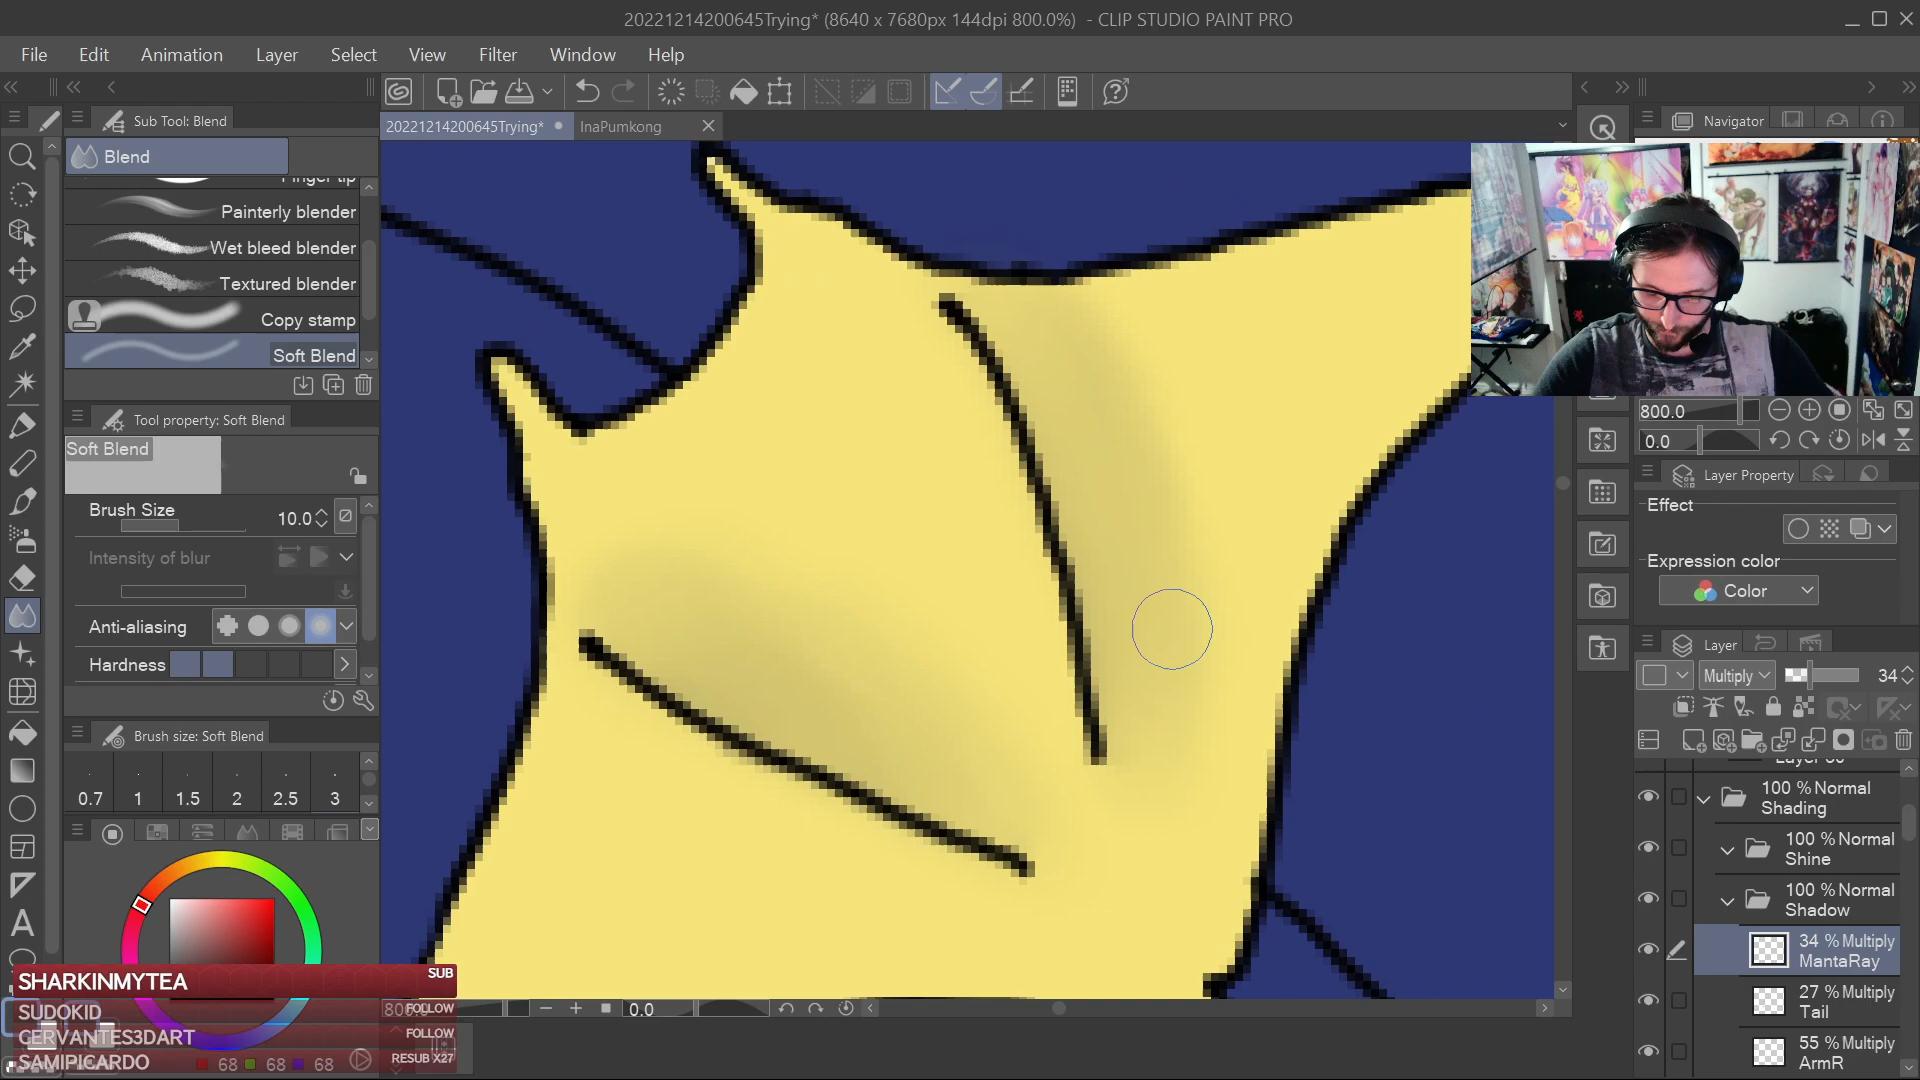 20221214200645Trying* (8640 x 7680px 144dpi 800.0%) - CLIP STUDIO PAINT PRO
File Edit Animation Layer Select View Filter Window Help
Sub Tool: Blend
20221214200645Trying* InaPumkong
Navigator
Blend
Finger tip
Painterly blender
Wet bleed blender
Textured blender
Copy stamp
Soft Blend
Tool property: Soft Blend
Soft Blend
Brush Size 10.0
Intensity of blur
Anti-aliasing
Hardness
Brush size: Soft Blend
0.7 1 1.5 2 2.5 3
800.0
0.0
Layer Property
Effect
Expression color
Color
Layer
Multiply 34
100 % Normal
Shading
100 % Normal
Shine
100 % Normal
Shadow
34 % Multiply
MantaRay
27 % Multiply
Tail
55 % Multiply
ArmR
SHARKINMYTEA SUB
SUDOKID FOLLOW
CERVANTES3DART FOLLOW
SAMIPICARDO RESUB X27
68 68 68
0.0